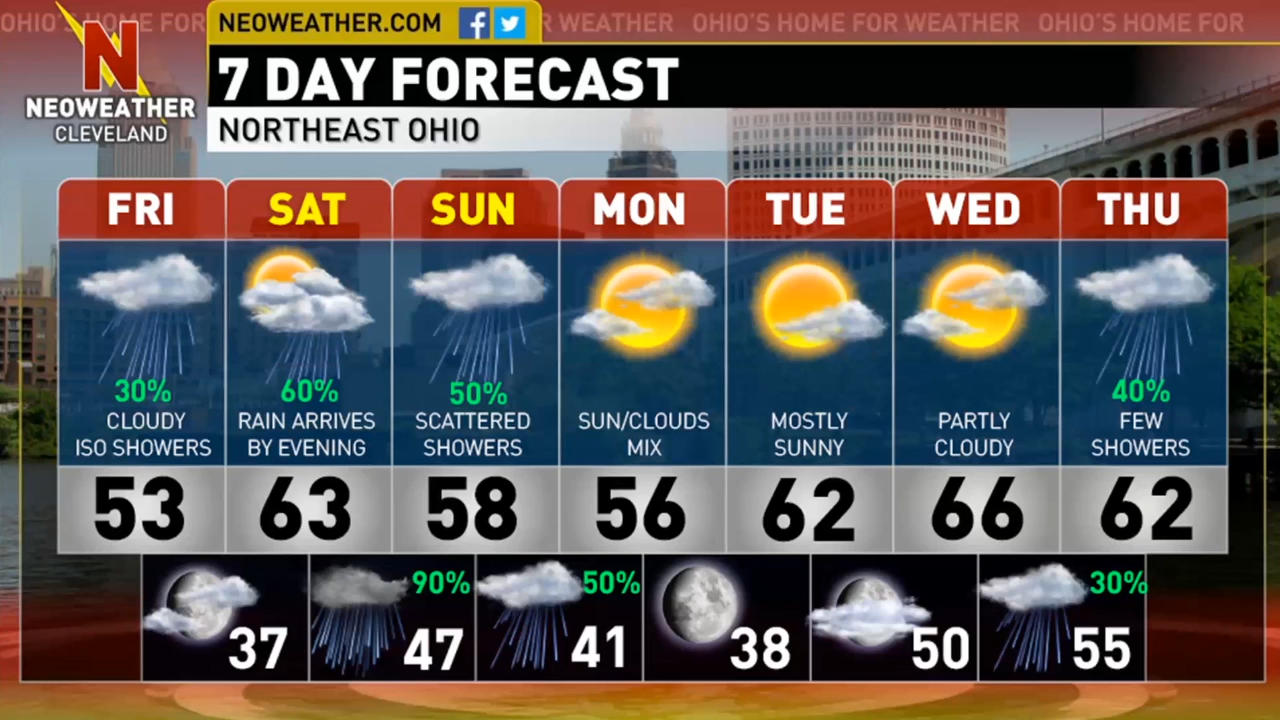 OHIO'S HOME FOR WEATHER OHIO'S HOME FOR WEATHER OHIO'S HOME FOR
NEOWEATHER.COM
N
NEOWEATHER
CLEVELAND
7 DAY FORECAST
NORTHEAST OHIO
FRI SAT SUN MON TUE WED THU
30% 60% 50% 40%
CLOUDY RAIN ARRIVES SCATTERED SUN/CLOUDS MOSTLY PARTLY FEW
ISO SHOWERS BY EVENING SHOWERS MIX SUNNY CLOUDY SHOWERS
53 63 58 56 62 66 62
90% 50% 30%
37 47 41 38 50 55